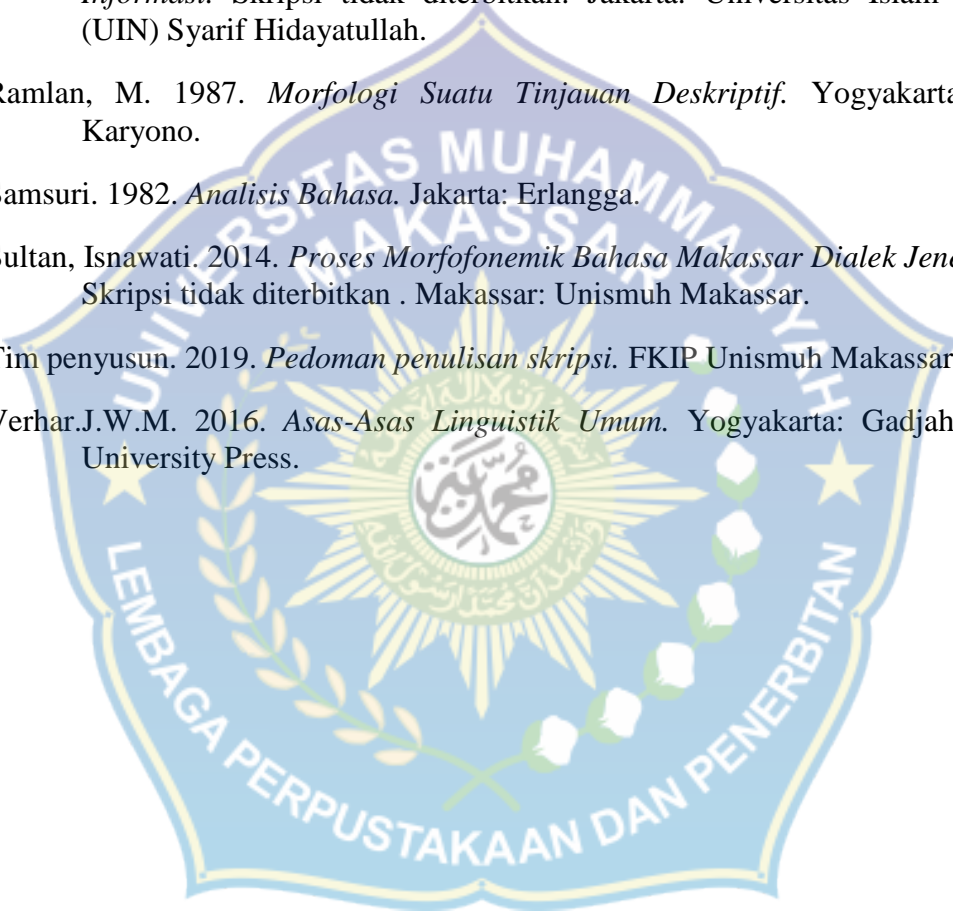 Informasi. Skripsi tidak diterbitkan. Jakarta: Universitas Islam
(UIN) Syarif Hidayatullah.
Ramlan, M. 1987. Morfologi Suatu Tinjauan Deskriptif. Yogyakarta
Karyono.
Samsuri. 1982. Analisis Bahasa. Jakarta: Erlangga.
Sultan, Isnawati. 2014. Proses Morfofonemik Bahasa Makassar Dialek Jene
Skripsi tidak diterbitkan . Makassar: Unismuh Makassar.
Tim penyusun. 2019. Pedoman penulisan skripsi. FKIP Unismuh Makassar
Verhar.J.W.M. 2016. Asas-Asas Linguistik Umum. Yogyakarta: Gadjah
University Press.
UNIVERSITAS MUHAMMADIYAH
MAKASSAR
محمدية
LEMBAGA PERPUSTAKAAN DAN PENERBITAN